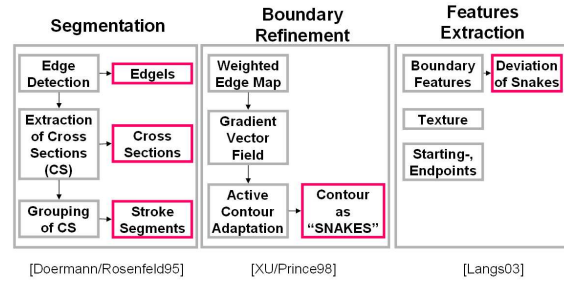 Segmentation
Edge
Detection
Edgels
Extraction
of Cross
Sections
(CS)
Cross
Sections
Grouping
of CS
Stroke
Segments
[Doermann/Rosenfeld95]
Boundary
Refinement
Weighted
Edge Map
Gradient
Vector
Field
Active
Contour
Adaptation
Contour
as
“SNAKES”
[XU/Prince98]
Features
Extraction
Boundary
Features
Deviation
of Snakes
Texture
Starting-,
Endpoints
[Langs03]